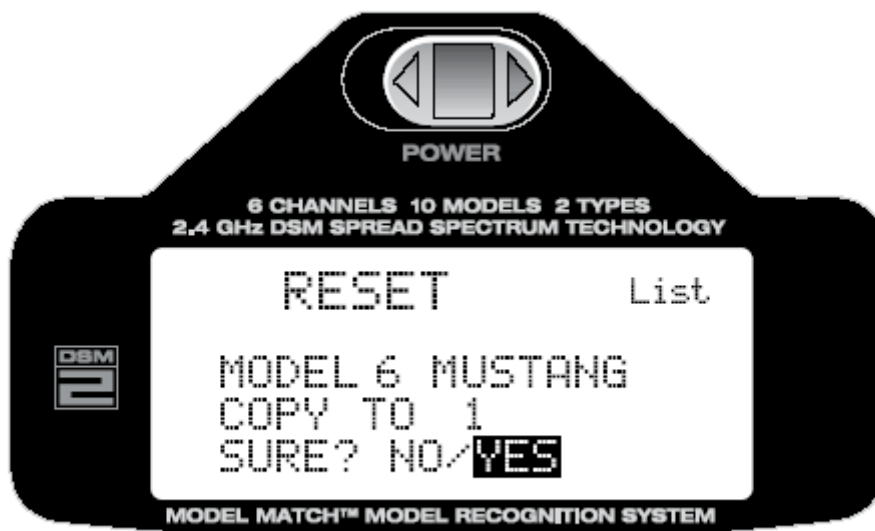 POWER
6 CHANNELS 10 MODELS 2 TYPES
2.4 GHz DSM SPREAD SPECTRUM TECHNOLOGY
RESET List
DSM
2
MODEL 6 MUSTANG
COPY TO 1
SURE? NO/YES
MODEL MATCH™ MODEL RECOGNITION SYSTEM